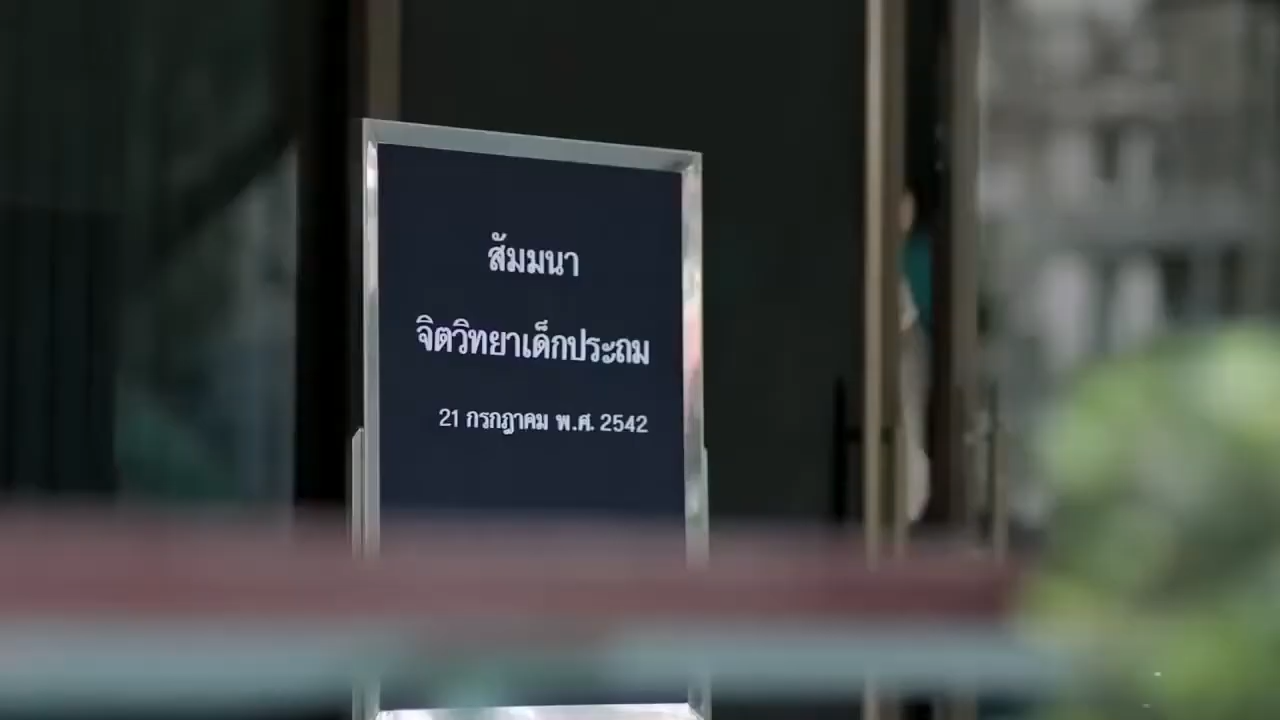 สัมมนา
จิตวิทยาเด็กประถม
21 กรกฎาคม พ.ศ. 2542